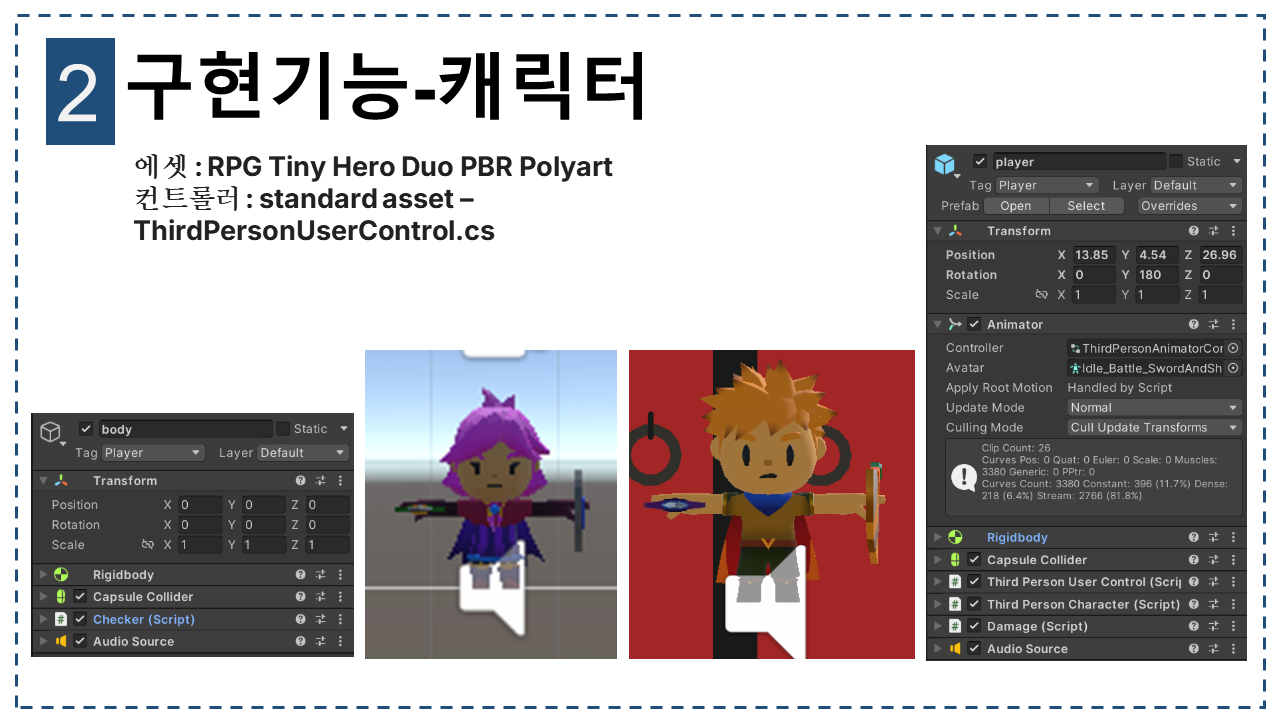 2
구현기능-캐릭터
에셋 : RPG Tiny Hero Duo PBR Polyart
컨트롤러 : standard asset –
ThirdPersonUserControl.cs
body
Static
Tag Player Layer Default
Transform
Position X 0 Y 0 Z 0
Rotation X 0 Y 0 Z 0
Scale X 1 Y 1 Z 1
Rigidbody
Capsule Collider
# Checker (Script)
Audio Source
player
Static
Tag Player Layer Default
Prefab Open Select Overrides
Transform
Position X 13.85 Y 4.54 Z 26.96
Rotation X 0 Y 180 Z 0
Scale X 1 Y 1 Z 1
Animator
Controller ThirdPersonAnimatorCor
Avatar Idle_Battle_SwordAndSh
Apply Root Motion Handled by Script
Update Mode Normal
Culling Mode Cull Update Transforms
Clip Count: 26
Curves Pos: 0 Quat: 0 Euler: 0 Scale: 0 Muscles:
3380 Generic: 0 PPtr: 0
Curves Count: 3380 Constant: 396 (11.7%) Dense:
218 (6.4%) Stream: 2766 (81.8%)
Rigidbody
Capsule Collider
# Third Person User Control (Scrip
# Third Person Character (Script)
# Damage (Script)
Audio Source